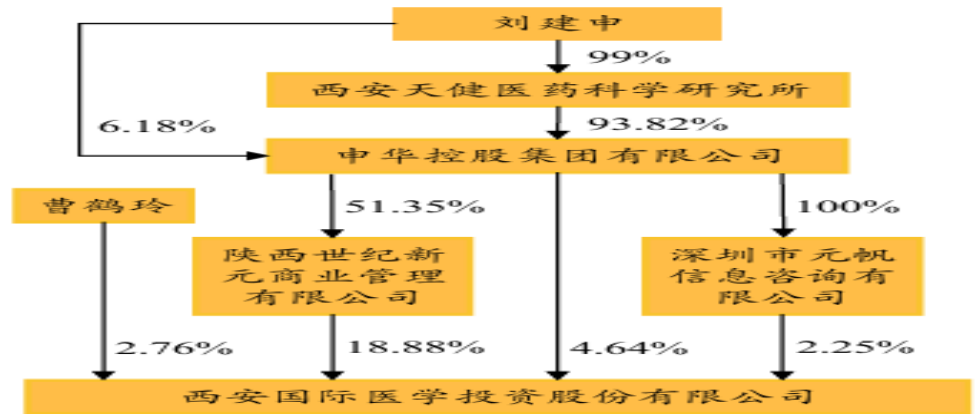 刘建申
99%
西安天健医药科学研究所
6.18%
93.82%
申华控股集团有限公司
曹鹤玲
51.35%
100%
陕西世纪新
元商业管理
有限公司
深圳市元帆
信息咨询有
限公司
2.76%
18.88%
4.64%
2.25%
西安国际医学投资股份有限公司